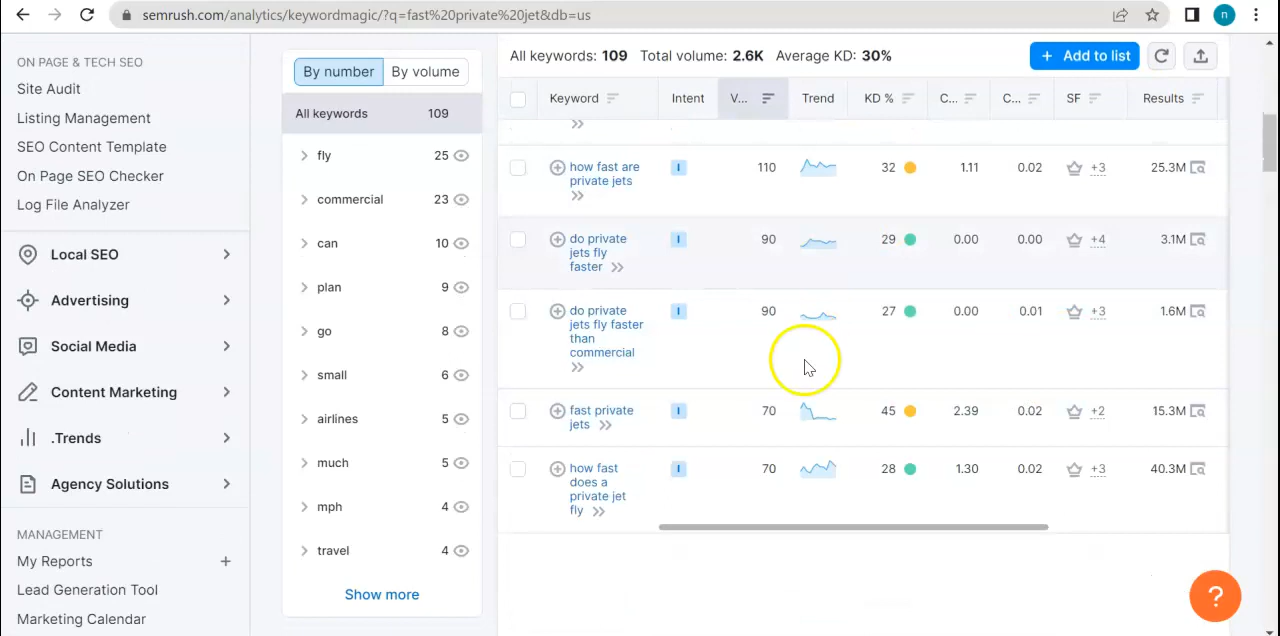 semrush.com/analytics/keywordmagic/?q=fast%20private%20jet&db=us
n
ON PAGE & TECH SEO
Site Audit
Listing Management
SEO Content Template
On Page SEO Checker
Log File Analyzer
Local SEO
Advertising
Social Media
Content Marketing
.Trends
Agency Solutions
MANAGEMENT
My Reports +
Lead Generation Tool
Marketing Calendar
By number By volume
All keywords 109
fly 25
commercial 23
can 10
plan 9
go 8
small 6
airlines 5
much 5
mph 4
travel 4
Show more
All keywords: 109 Total volume: 2.6K Average KD: 30%
+ Add to list
Keyword Intent V... Trend KD % C... C... SF Results
how fast are private jets I 110 32 1.11 0.02 +3 25.3M
do private jets fly faster I 90 29 0.00 0.00 +4 3.1M
do private jets fly faster than commercial I 90 27 0.00 0.01 +3 1.6M
fast private jets I 70 45 2.39 0.02 +2 15.3M
how fast does a private jet fly I 70 28 1.30 0.02 +3 40.3M
?